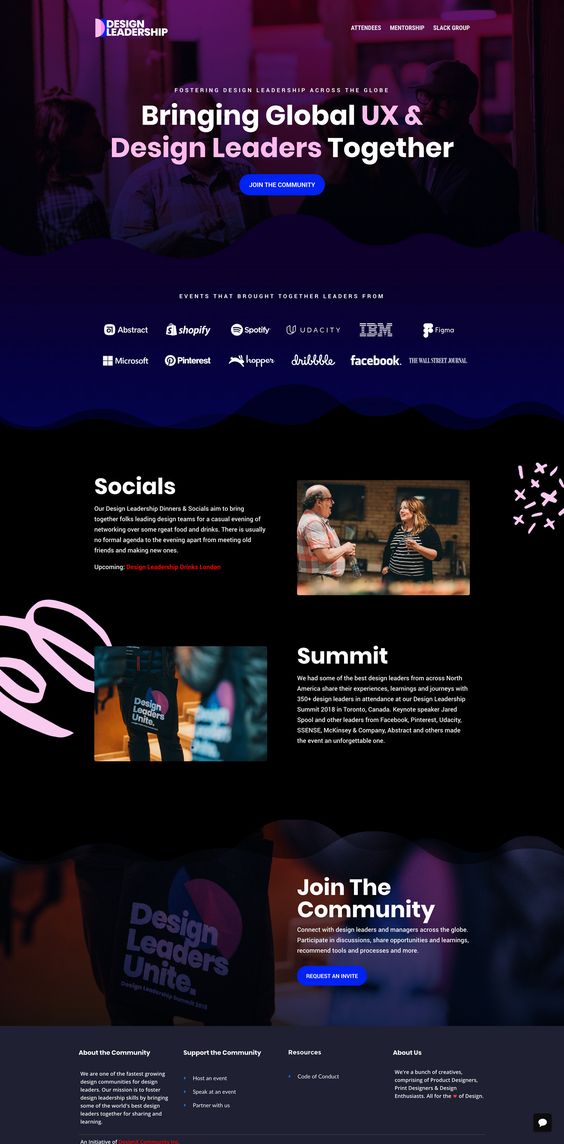 DESIGN
LEADERSHIP
ATTENDEES MENTORSHIP SLACK GROUP
FOSTERING DESIGN LEADERSHIP ACROSS THE GLOBE
Bringing Global UX &
Design Leaders Together
JOIN THE COMMUNITY
EVENTS THAT BROUGHT TOGETHER LEADERS FROM
Abstract shopify Spotify UDACITY IBM Figma
Microsoft Pinterest hopper dribbble facebook. THE WALL STREET JOURNAL
Socials
Our Design Leadership Dinners & Socials aim to bring
together folks leading design teams for a casual evening of
networking over some rgeat food and drinks. There is usually
no formal agenda to the evening apart from meeting old
friends and making new ones.
Upcoming: Design Leadership Drinks London
Design
Leaders
Unite.
Summit
We had some of the best design leaders from across North
America share their experiences, learnings and journeys with
350+ design leaders in attendance at our Design Leadership
Summit 2018 in Toronto, Canada. Keynote speaker Jared
Spool and other leaders from Facebook, Pinterest, Udacity,
SSENSE, McKinsey & Company, Abstract and others made
the event an unforgettable one.
Design
Leaders
Unite.
Design Leadership Summit 2018
Join The
Community
Connect with design leaders and managers across the globe.
Participate in discussions, share opportunities and learnings,
recommend tools and processes and more.
REQUEST AN INVITE
About the Community
We are one of the fastest growing
design communities for design
leaders. Our mission is to foster
design leadership skills by bringing
some of the world's best design
leaders together for sharing and
learning.
An Initiative of DesignX Community Inc.
Support the Community
Host an event
Speak at an event
Partner with us
Resources
Code of Conduct
About Us
We're a bunch of creatives,
comprising of Product Designers,
Print Designers & Design
Enthusiasts. All for the ❤ of Design.